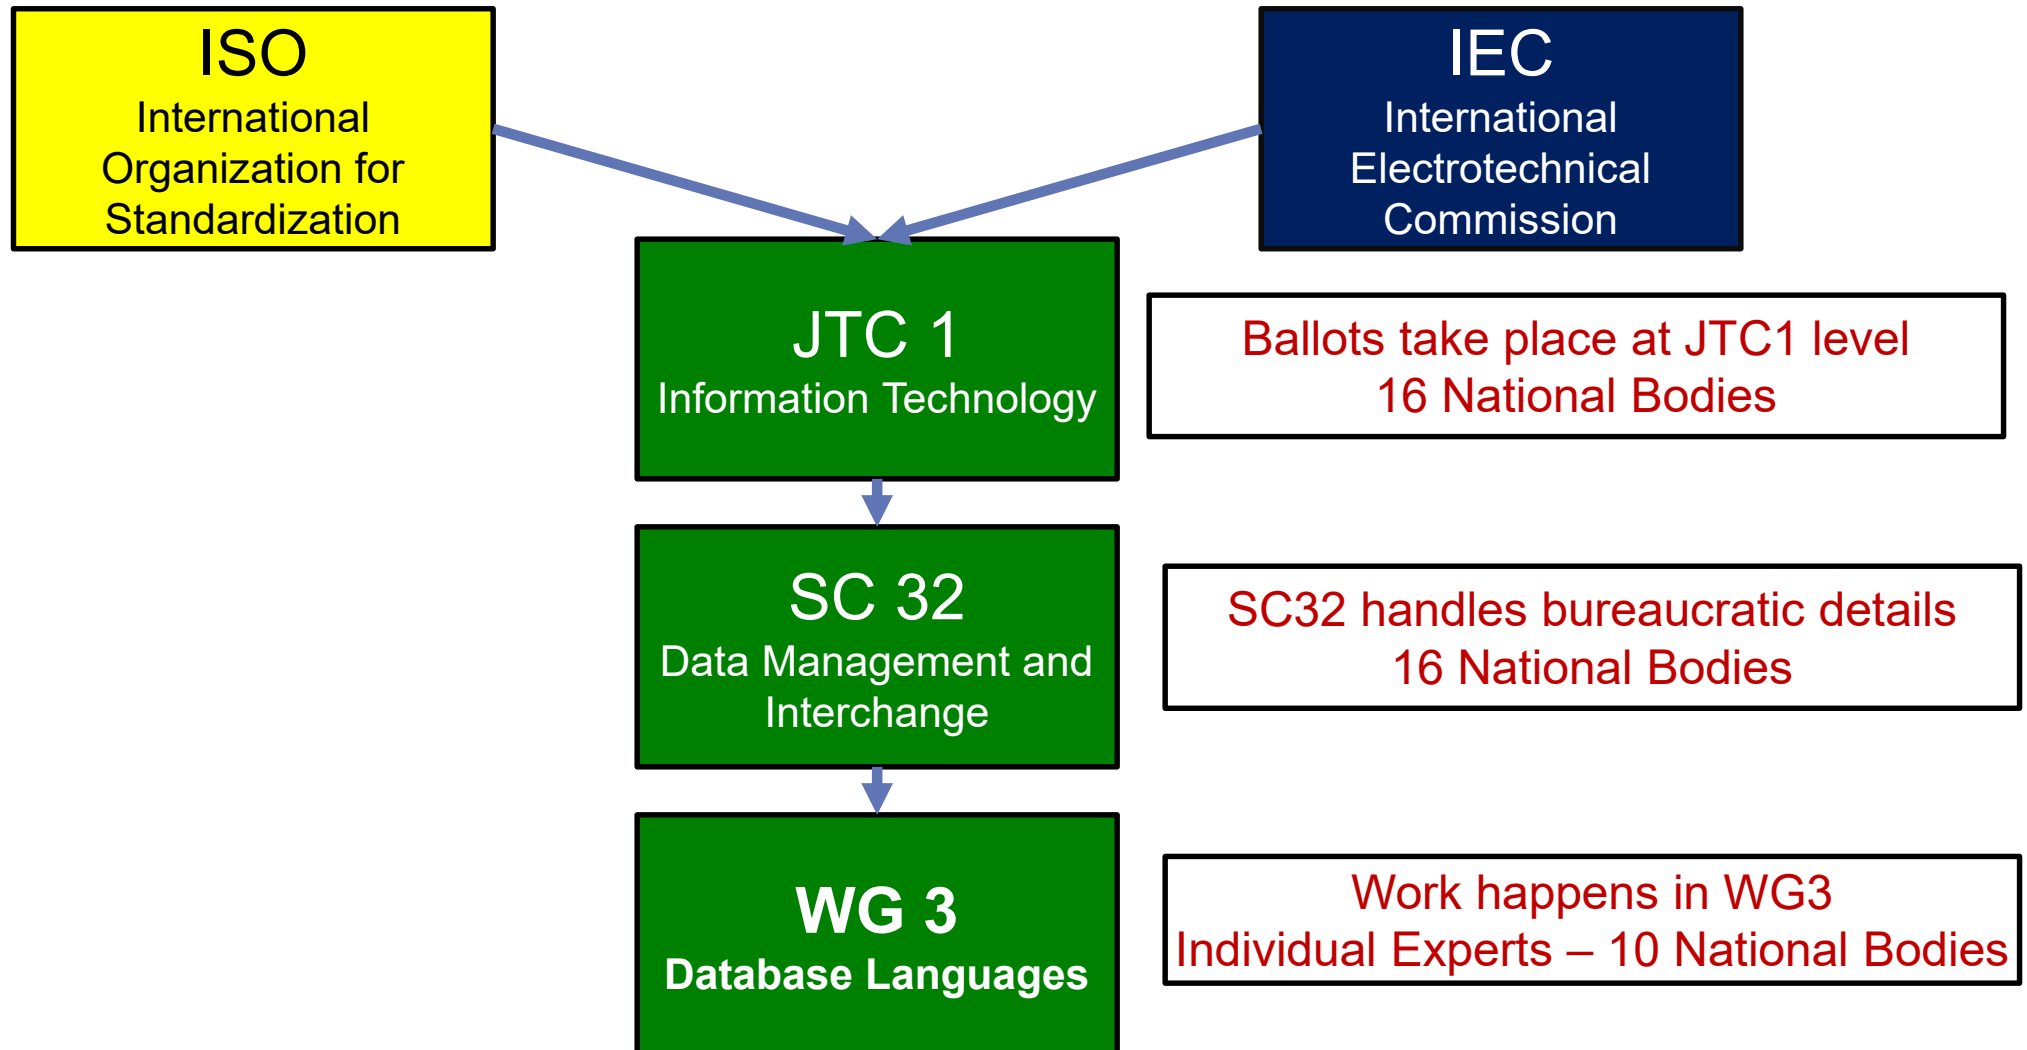 ISO
International
Organization for
Standardization
IEC
International
Electrotechnical
Commission
JTC 1
Information Technology
Ballots take place at JTC1 level
16 National Bodies
SC 32
Data Management and
Interchange
SC32 handles bureaucratic details
16 National Bodies
WG 3
Database Languages
Work happens in WG3
Individual Experts – 10 National Bodies